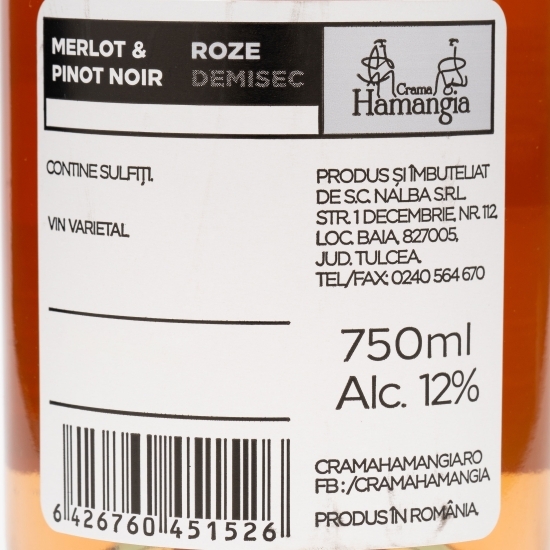 MERLOT &
PINOT NOIR
ROZE
DEMISEC
Crama
Hamangia
CONTINE SULFIȚI.
VIN VARIETAL
PRODUS ȘI ÎMBUTELIAT
DE S.C. NALBA S.R.L.
STR. 1 DECEMBRIE, NR. 112,
LOC. BAIA, 827005,
JUD. TULCEA.
TEL/FAX: 0240 564 670
750ml
Alc. 12%
6 426760 451526
CRAMAHAMANGIA.RO
FB : /CRAMAHAMANGIA
PRODUS ÎN ROMÂNIA.